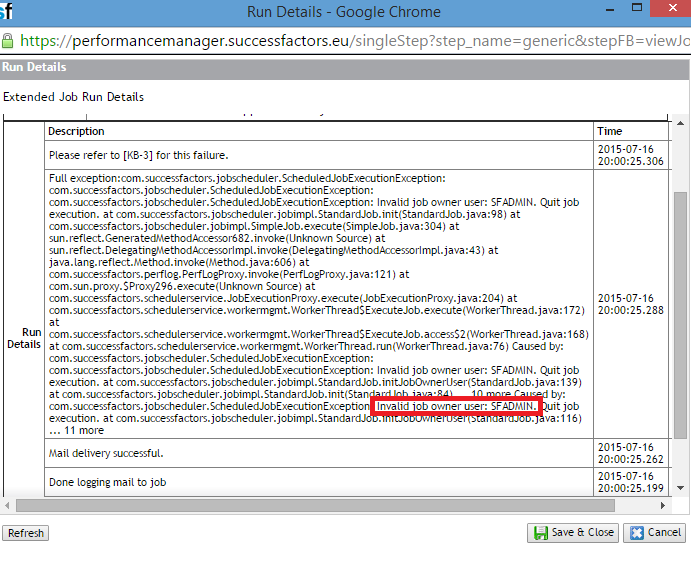 sf
Run Details - Google Chrome
https://performancemanager.successfactors.eu/singleStep?step_name=generic&stepFB=viewJo
Run Details
Extended Job Run Details
Description
Time
Please refer to [KB-3] for this failure.
2015-07-16
20:00:25.306
Run
Details
Full exception:com.successfactors.jobscheduler.ScheduledJobExecutionException:
com.successfactors.jobscheduler.ScheduledJobExecutionException:
com.successfactors.jobscheduler.ScheduledJobExecutionException: Invalid job owner user: SFADMIN. Quit job
execution. at com.successfactors.jobscheduler.jobimpl.StandardJob.init(StandardJob.java:98) at
com.successfactors.jobscheduler.jobimpl.SimpleJob.execute(SimpleJob.java:304) at
sun.reflect.GeneratedMethodAccessor682.invoke(Unknown Source) at
sun.reflect.DelegatingMethodAccessorImpl.invoke(DelegatingMethodAccessorImpl.java:43) at
java.lang.reflect.Method.invoke(Method.java:606) at
com.successfactors.perflog.PerfLogProxy.invoke(PerfLogProxy.java:121) at
com.sun.proxy.$Proxy296.execute(Unknown Source) at
com.successfactors.schedulerservice.JobExecutionProxy.execute(JobExecutionProxy.java:204) at
com.successfactors.schedulerservice.workermgmt.WorkerThread$ExecuteJob.execute(WorkerThread.java:172)
at
com.successfactors.schedulerservice.workermgmt.WorkerThread$ExecuteJob.access$2(WorkerThread.java:168)
at com.successfactors.schedulerservice.workermgmt.WorkerThread.run(WorkerThread.java:76) Caused by:
com.successfactors.jobscheduler.ScheduledJobExecutionException:
com.successfactors.jobscheduler.ScheduledJobExecutionException: Invalid job owner user: SFADMIN. Quit job
execution. at com.successfactors.jobscheduler.jobimpl.StandardJob.initJobOwnerUser(StandardJob.java:139)
at com.successfactors.jobscheduler.jobimpl.StandardJob.init(StandardJob.java:84) ... 10 more Caused by:
com.successfactors.jobscheduler.ScheduledJobExecutionException: Invalid job owner user: SFADMIN. Quit job
execution. at com.successfactors.jobscheduler.jobimpl.StandardJob.initJobOwnerUser(StandardJob.java:116)
... 11 more
2015-07-16
20:00:25.288
Mail delivery successful.
2015-07-16
20:00:25.262
Done logging mail to job
2015-07-16
20:00:25.199
Refresh
Save & Close
Cancel